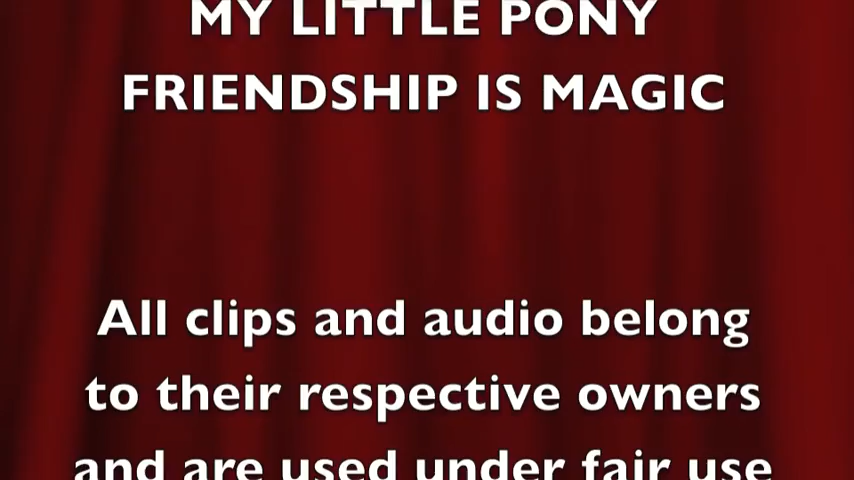 MY LITTLE PONY
FRIENDSHIP IS MAGIC
All clips and audio belong
to their respective owners
and are used under fair use